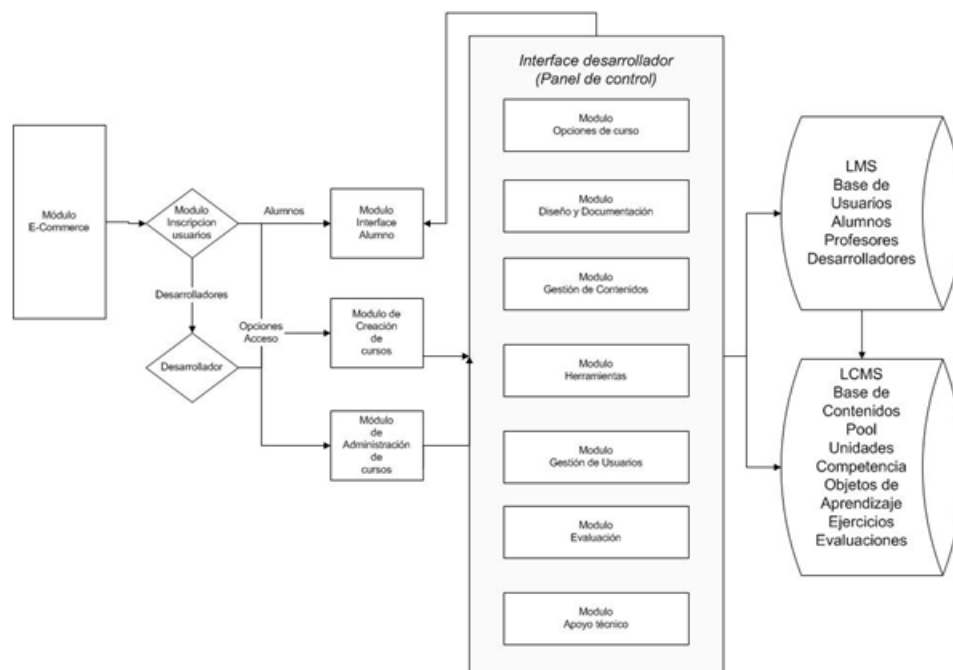 Interface desarrollador
(Panel de control)
Modulo
Opciones de curso
Modulo
Diseño y Documentación
Modulo
Gestión de Contenidos
Modulo
Herramientas
Modulo
Gestión de Usuarios
Modulo
Evaluación
Modulo
Apoyo técnico
Módulo
E-Commerce
Modulo
Inscripcion
usuarios
Alumnos
Desarrolladores
Desarrollador
Opciones
Acceso
Modulo
Interface
Alumno
Modulo de
Creación
de
cursos
Módulo
de
Administración
de
cursos
LMS
Base de
Usuarios
Alumnos
Profesores
Desarrolladores
LCMS
Base de
Contenidos
Pool
Unidades
Competencia
Objetos de
Aprendizaje
Ejercicios
Evaluaciones